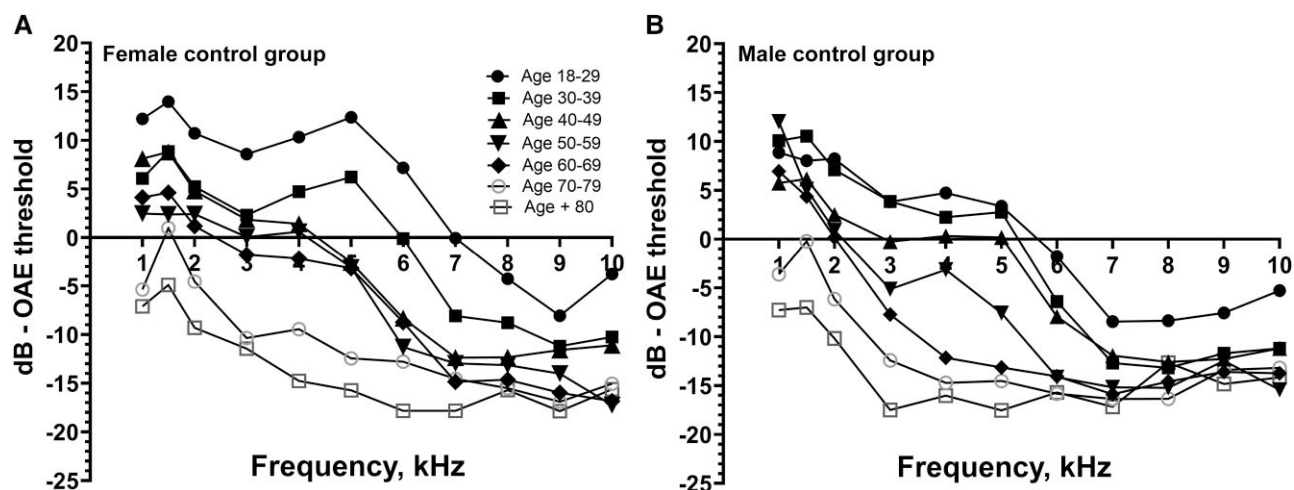 A
Female control group
20
15
10
5
0
-5
-10
-15
-20
-25
dB - OAE threshold
Age 18-29
Age 30-39
Age 40-49
Age 50-59
Age 60-69
Age 70-79
Age + 80
1 2 3 4 5 6 7 8 9 10
Frequency, kHz
B
Male control group
20
15
10
5
0
-5
-10
-15
-20
-25
dB - OAE threshold
1 2 3 4 5 6 7 8 9 10
Frequency, kHz